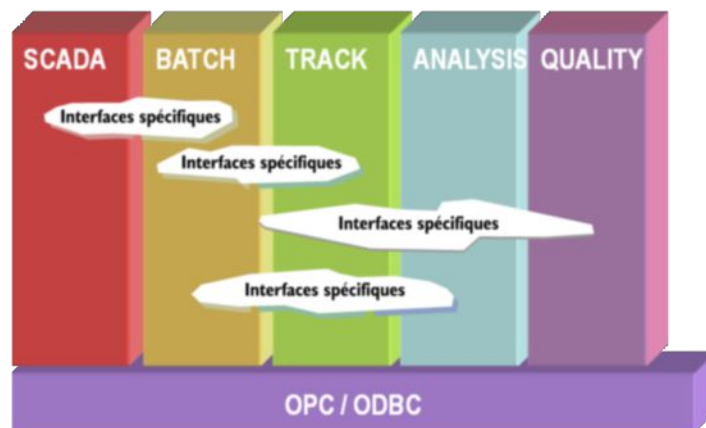 SCADA BATCH TRACK ANALYSIS QUALITY
Interfaces spécifiques
Interfaces spécifiques
Interfaces spécifiques
Interfaces spécifiques
OPC / ODBC